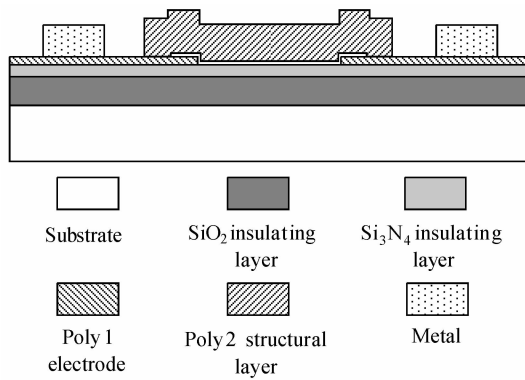 Substrate
SiO₂ insulating
layer
Si₃N₄ insulating
layer
Poly 1
electrode
Poly 2 structural
layer
Metal